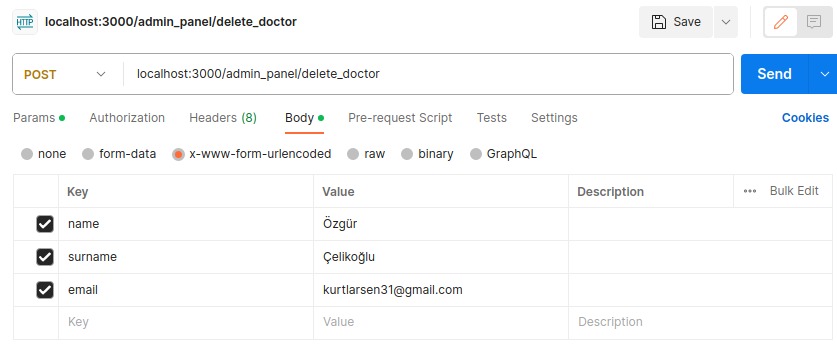 HTTP localhost:3000/admin_panel/delete_doctor Save
POST localhost:3000/admin_panel/delete_doctor Send
Params Authorization Headers (8) Body Pre-request Script Tests Settings Cookies
none form-data x-www-form-urlencoded raw binary GraphQL
Key Value Description ••• Bulk Edit
name Özgür
surname Çelikoğlu
email kurtlarsen31@gmail.com
Key Value Description